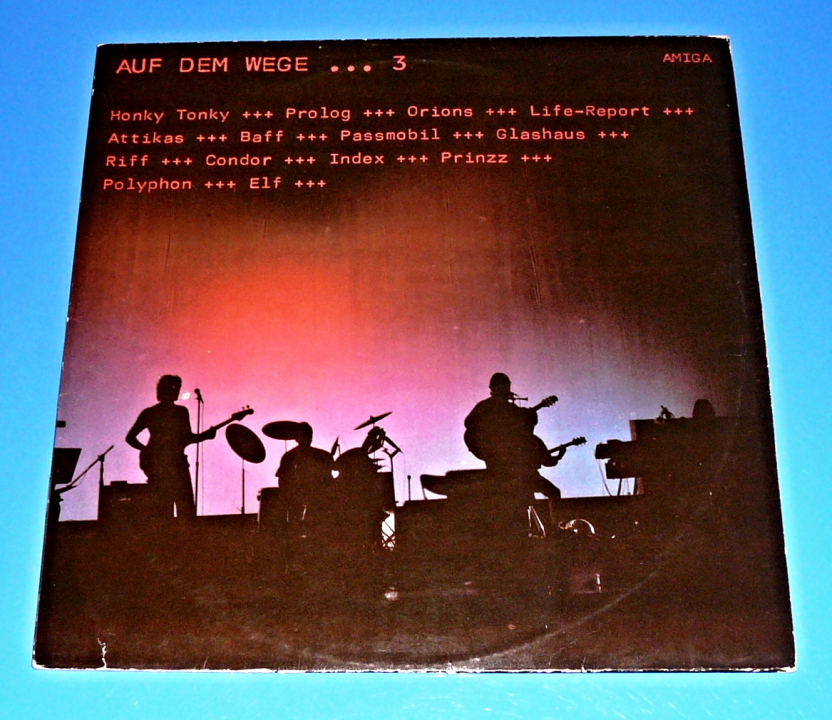 AUF DEM WEGE ... 3
AMIGA
Honky Tonky +++ Prolog +++ Orions +++ Life-Report +++
Attikas +++ Baff +++ Passmobil +++ Glashaus +++
Riff +++ Condor +++ Index +++ Prinzz +++
Polyphon +++ Elf +++